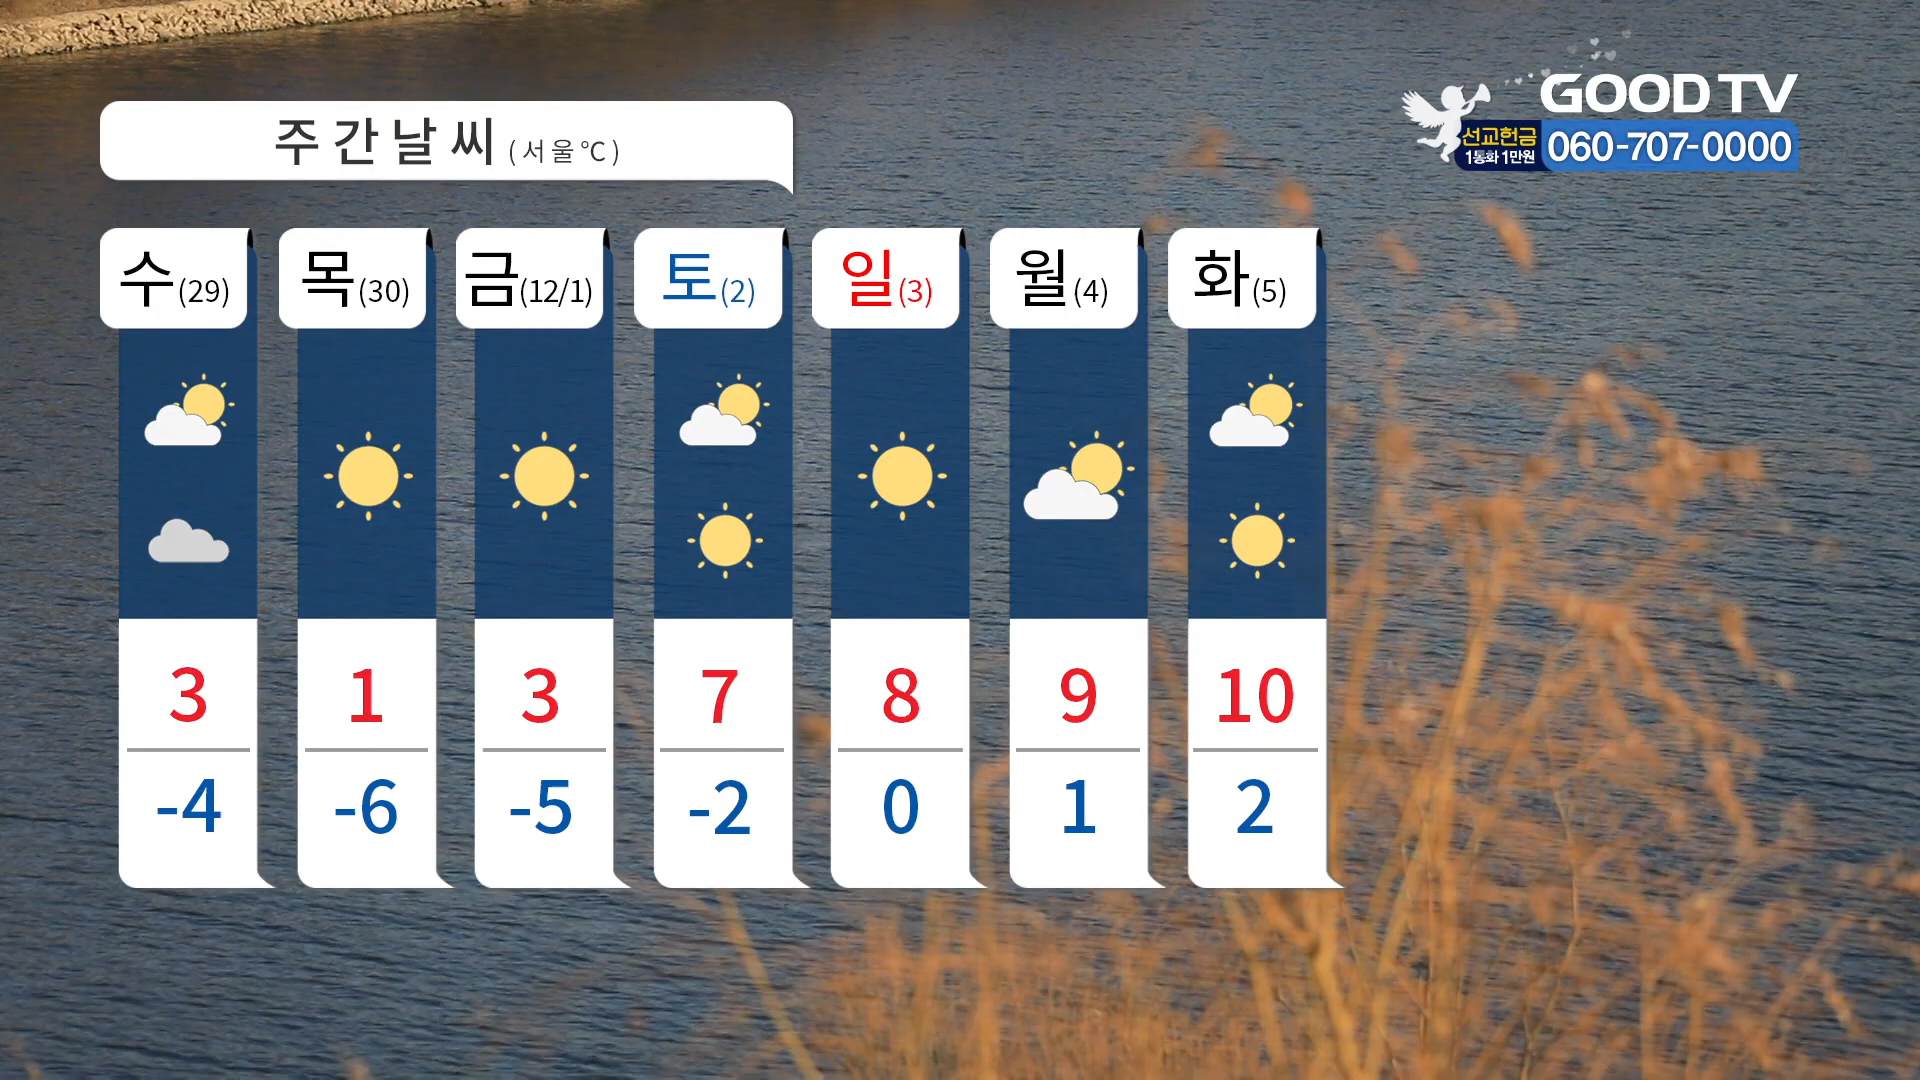 GOOD TV
선교헌금
1통화 1만원
060-707-0000
주간날씨 (서울℃)
수(29) 목(30) 금(12/1) 토(2) 일(3) 월(4) 화(5)
3 1 3 7 8 9 10
-4 -6 -5 -2 0 1 2